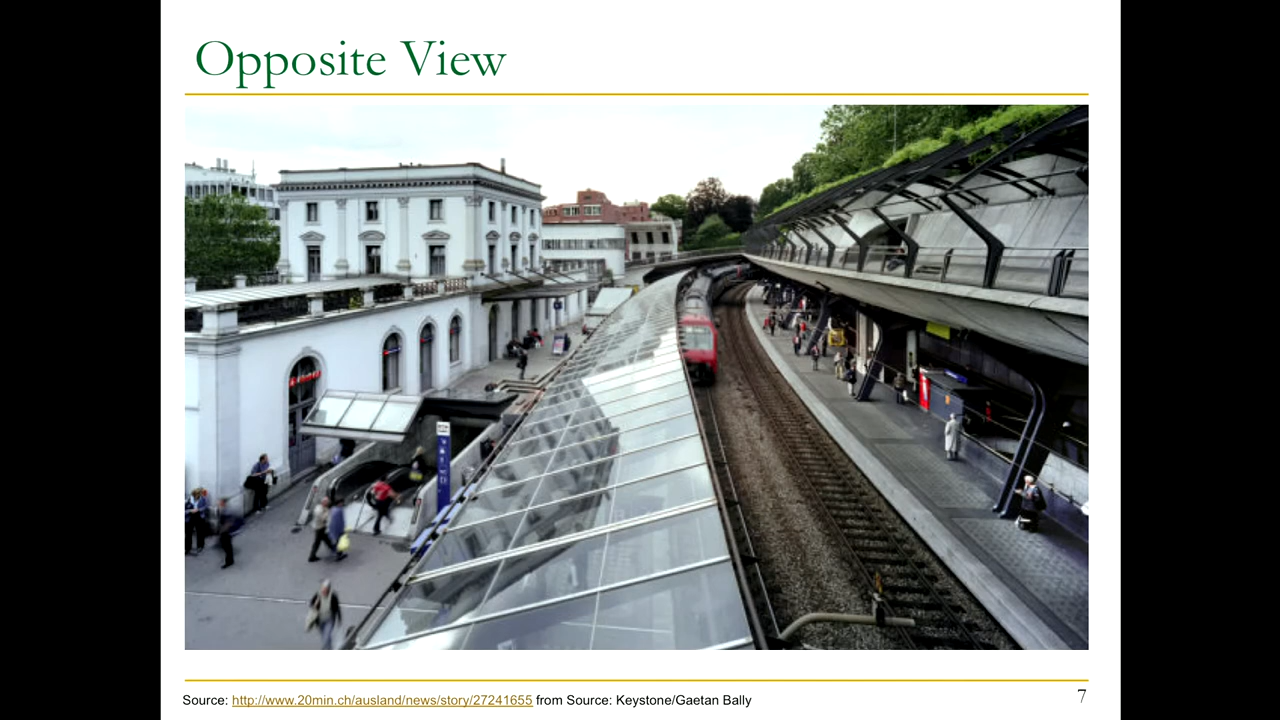 Opposite View
Source: http://www.20min.ch/ausland/news/story/27241655 from Source: Keystone/Gaetan Bally
7